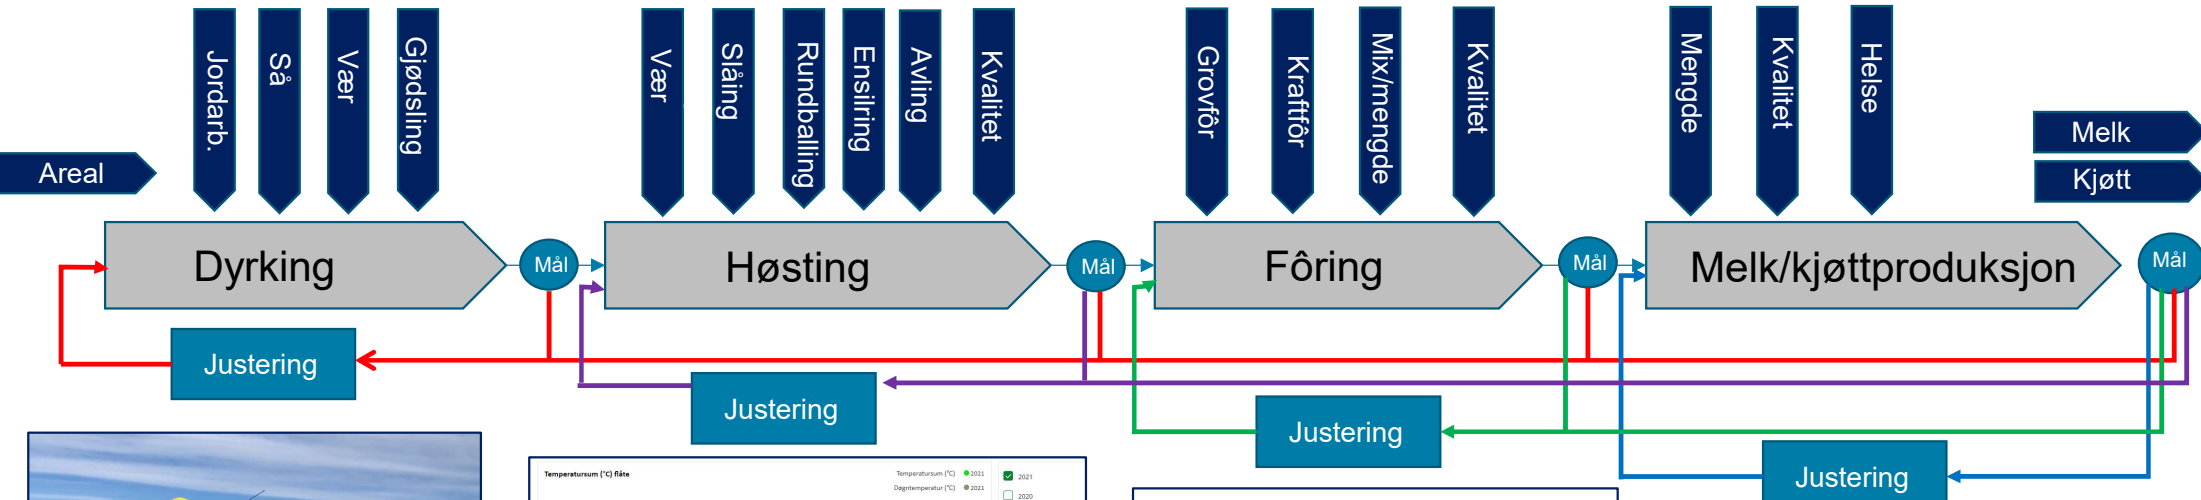 Jordarb.
Så
Vær
Gjødsling
Vær
Slåing
Rundballing
Ensilring
Avling
Kvalitet
Grovfôr
Kraftfôr
Mix/mengde
Kvalitet
Mengde
Kvalitet
Helse
Melk
Kjøtt
Areal
Dyrking
Mål
Høsting
Mål
Fôring
Mål
Melk/kjøttproduksjon
Mål
Justering
Justering
Justering
Justering
Temperatursum (°C) flåte
Temperatursum (°C) 2021
Døgntemperatur (°C) 2021
2021
2020